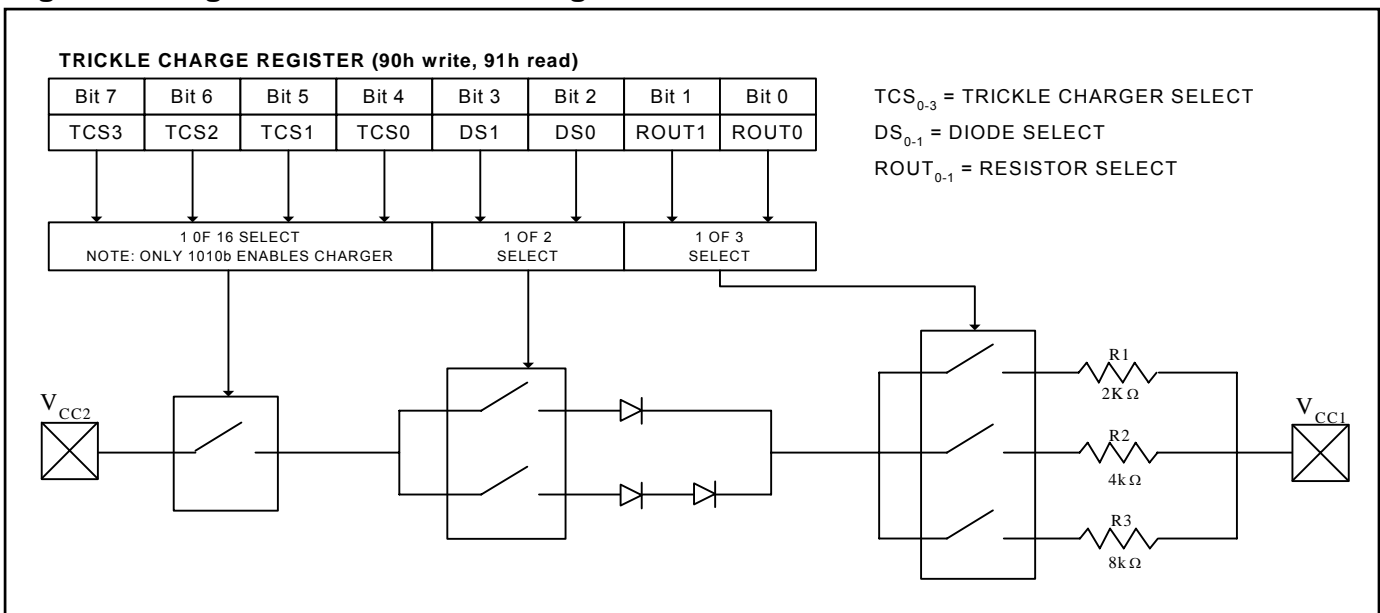 TRICKLE CHARGE REGISTER (90h write, 91h read)
Bit 7 Bit 6 Bit 5 Bit 4 Bit 3 Bit 2 Bit 1 Bit 0
TCS3 TCS2 TCS1 TCS0 DS1 DS0 ROUT1 ROUT0
TCS0-3 = TRICKLE CHARGER SELECT
DS0-1 = DIODE SELECT
ROUT0-1 = RESISTOR SELECT
1 0F 16 SELECT
NOTE: ONLY 1010b ENABLES CHARGER
1 OF 2
SELECT
1 OF 3
SELECT
VCC2
R1
2K Ω
R2
4k Ω
R3
8k Ω
VCC1